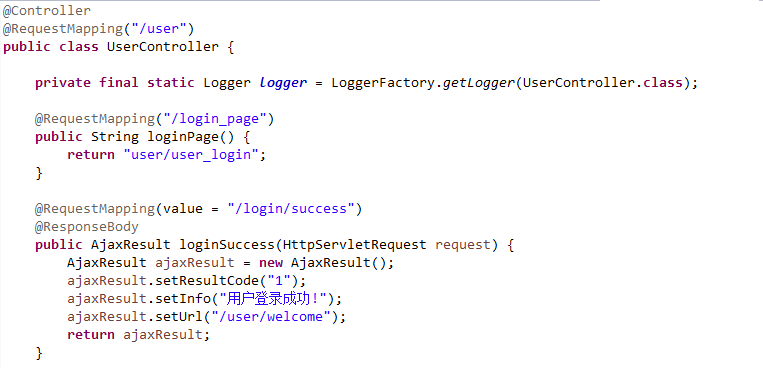 @Controller
@RequestMapping("/user")
public class UserController {
private final static Logger logger = LoggerFactory.getLogger(UserController.class);
@RequestMapping("/login_page")
public String loginPage() {
return "user/user_login";
}
@RequestMapping(value = "/login/success")
@ResponseBody
public AjaxResult loginSuccess(HttpServletRequest request) {
AjaxResult ajaxResult = new AjaxResult();
ajaxResult.setResultCode("1");
ajaxResult.setInfo("用户登录成功!");
ajaxResult.setUrl("/user/welcome");
return ajaxResult;
}